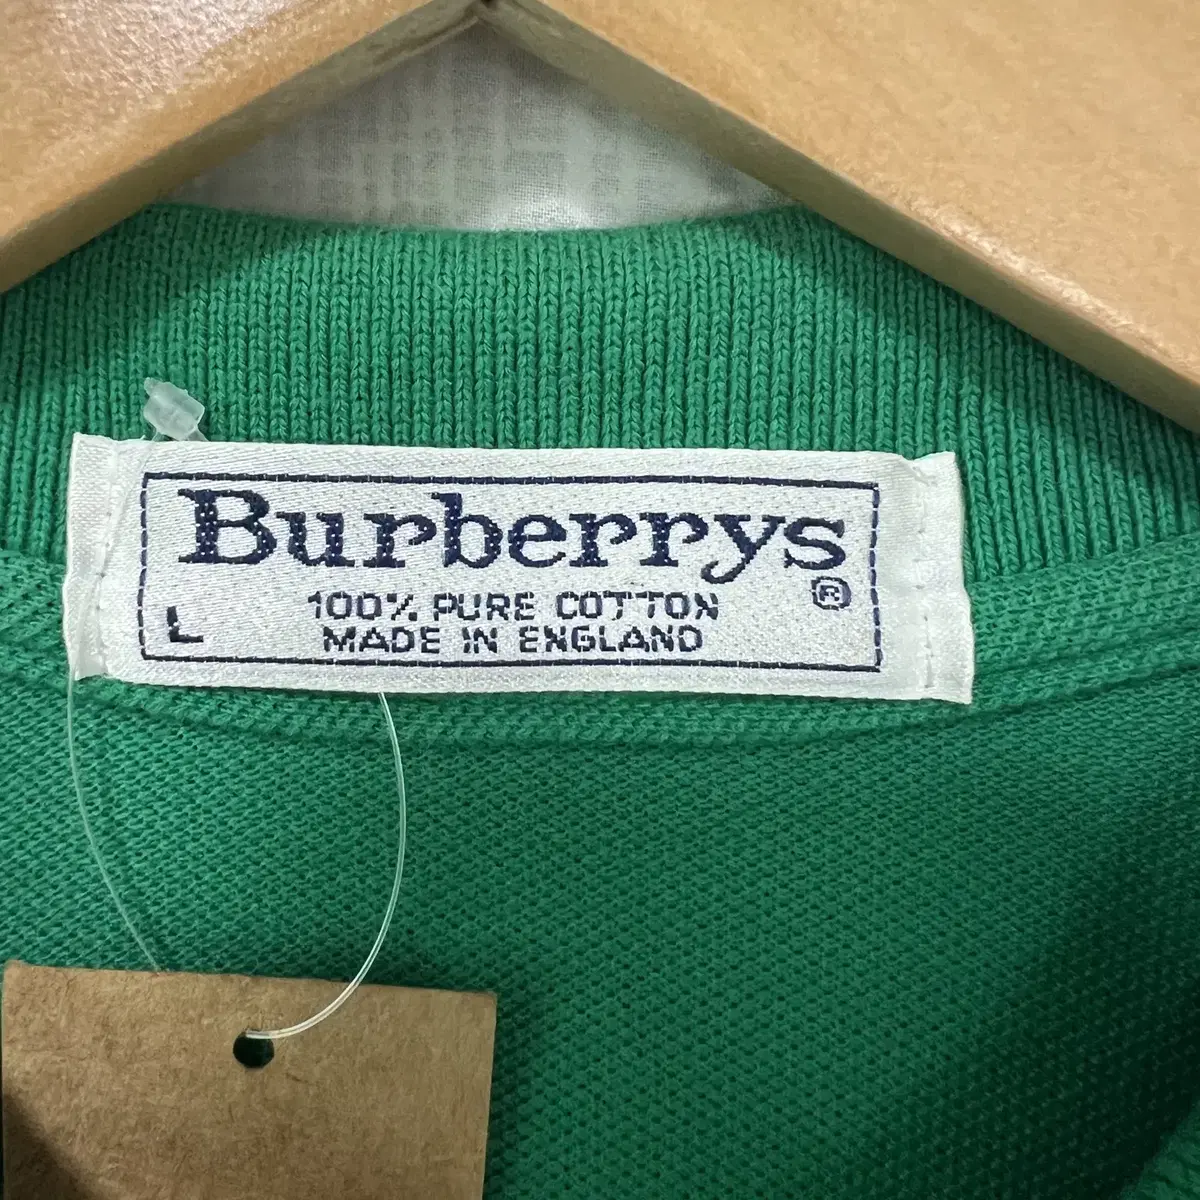 Burberrys
®
100% PURE COTTON
L MADE IN ENGLAND